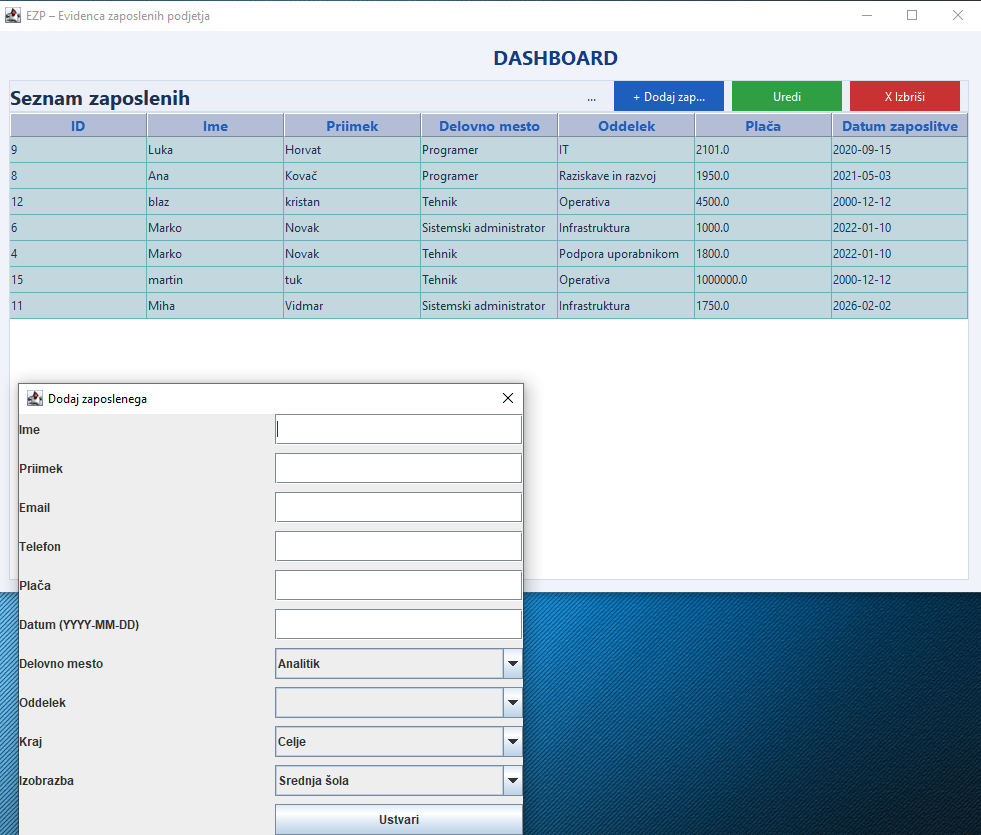 EZP – Evidenca zaposlenih podjetja
DASHBOARD
Seznam zaposlenih ... + Dodaj zap... Uredi X Izbriši
ID Ime Priimek Delovno mesto Oddelek Plača Datum zaposlitve
9 Luka Horvat Programer IT 2101.0 2020-09-15
8 Ana Kovač Programer Raziskave in razvoj 1950.0 2021-05-03
12 blaz kristan Tehnik Operativa 4500.0 2000-12-12
6 Marko Novak Sistemski administrator Infrastruktura 1000.0 2022-01-10
4 Marko Novak Tehnik Podpora uporabnikom 1800.0 2022-01-10
15 martin tuk Tehnik Operativa 1000000.0 2000-12-12
11 Miha Vidmar Sistemski administrator Infrastruktura 1750.0 2026-02-02
Dodaj zaposlenega
Ime
Priimek
Email
Telefon
Plača
Datum (YYYY-MM-DD)
Delovno mesto Analitik
Oddelek
Kraj Celje
Izobrazba Srednja šola
Ustvari